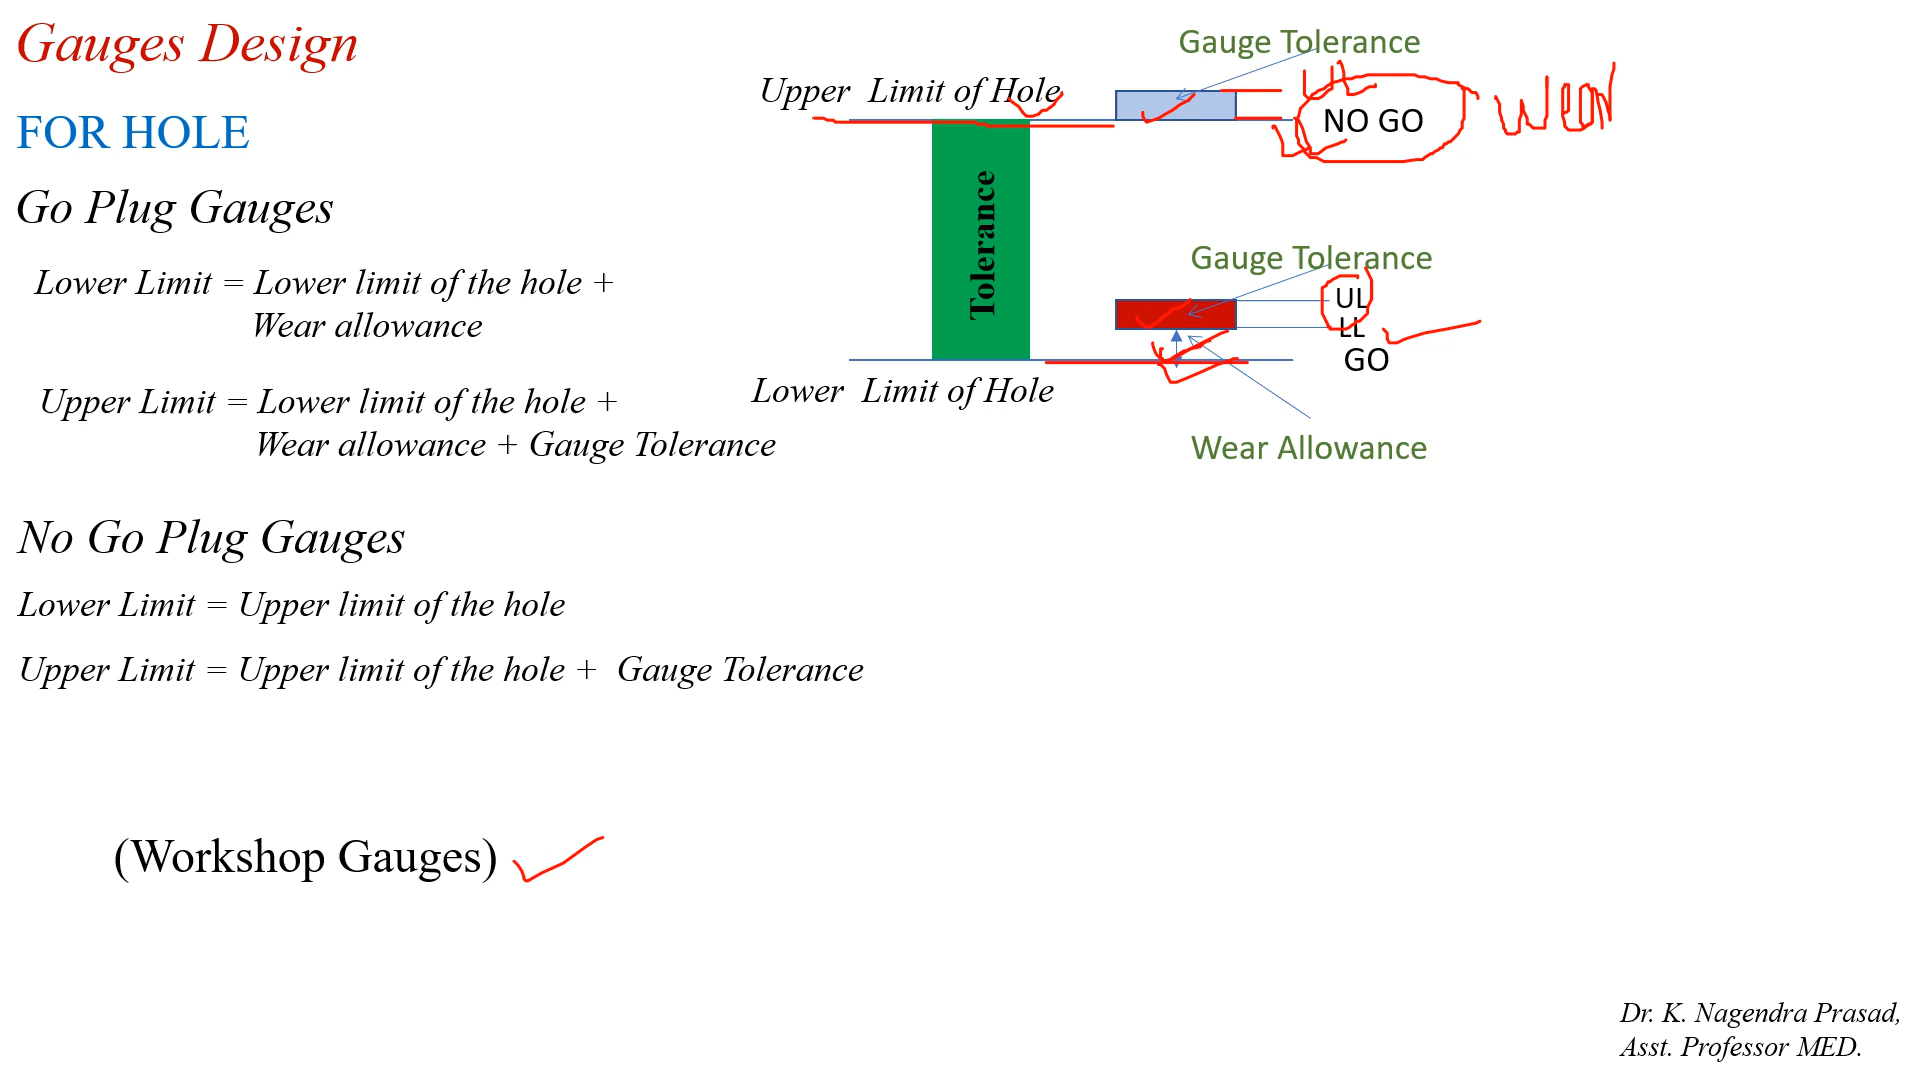 Gauges Design
FOR HOLE
Go Plug Gauges
Lower Limit = Lower limit of the hole +
Wear allowance
Upper Limit = Lower limit of the hole +
Wear allowance + Gauge Tolerance
No Go Plug Gauges
Lower Limit = Upper limit of the hole
Upper Limit = Upper limit of the hole + Gauge Tolerance
(Workshop Gauges)
Gauge Tolerance
Upper Limit of Hole
UL
NO GO
LL
Wear
Tolerance
Gauge Tolerance
UL
LL
GO
Lower Limit of Hole
Wear Allowance
Dr. K. Nagendra Prasad,
Asst. Professor MED.